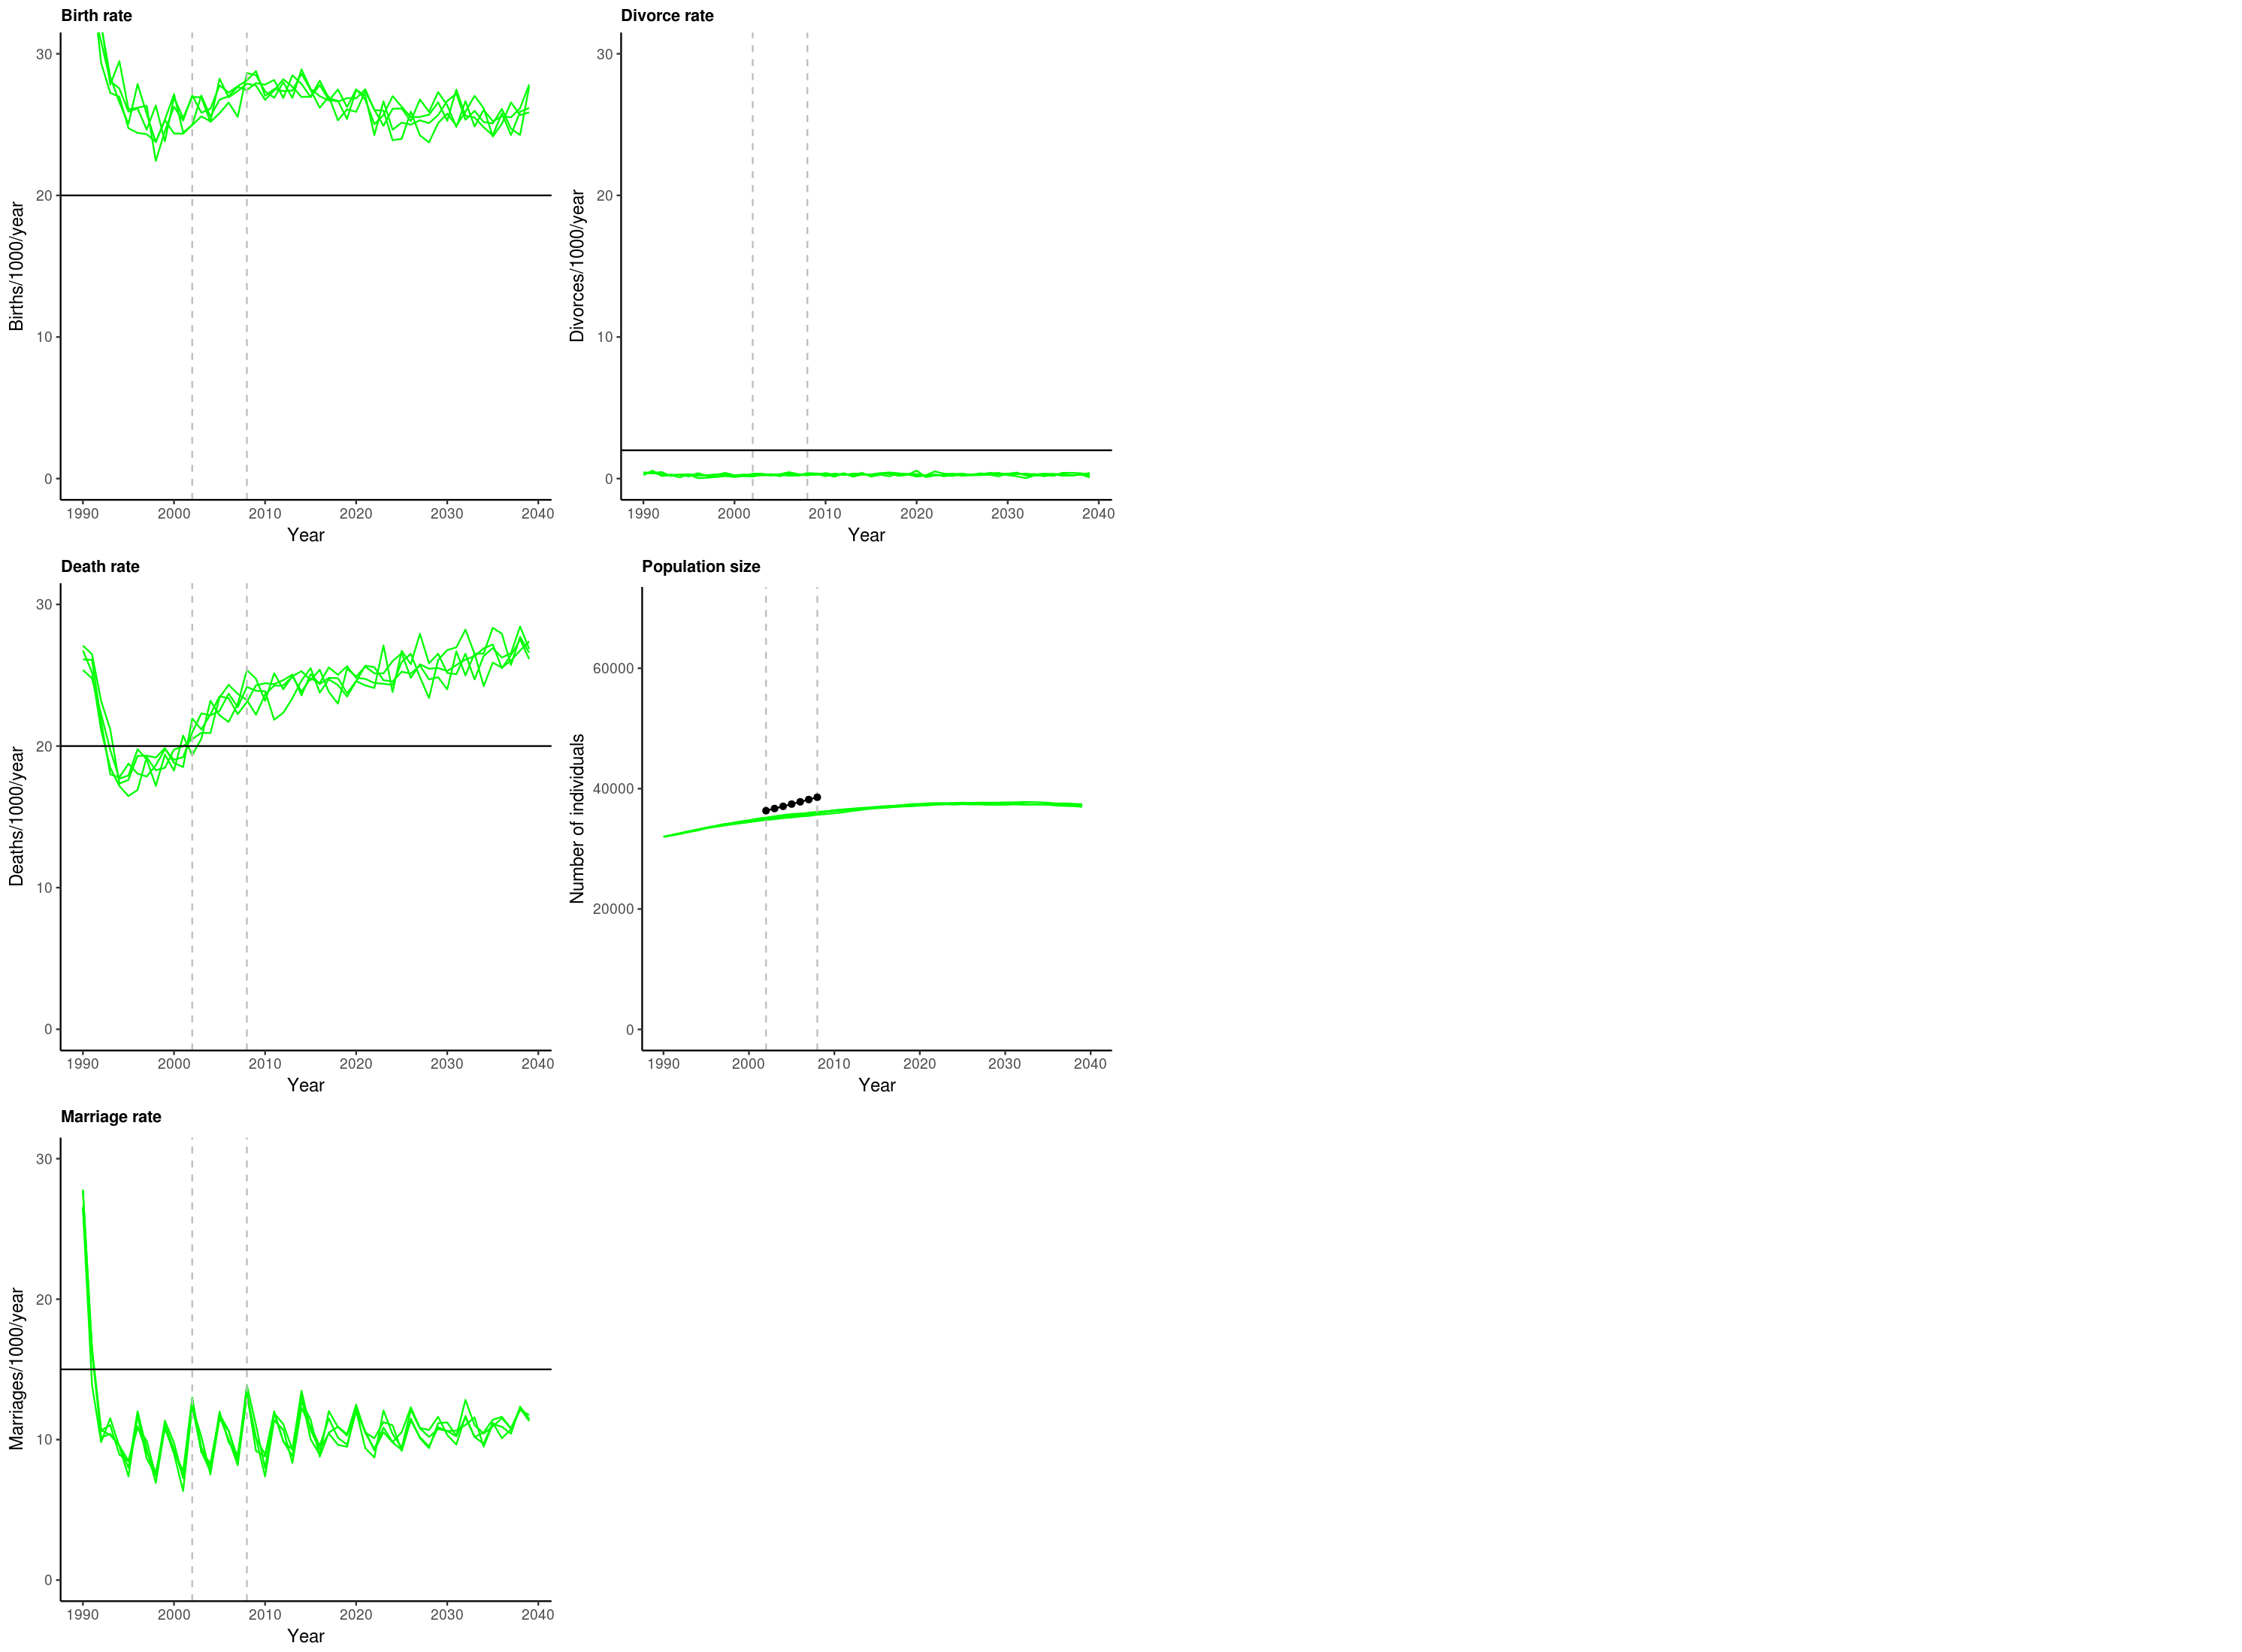 Birth rate
Births/1000/year
30
20
10
0
1990 2000 2010 2020 2030 2040
Year
Divorce rate
Divorces/1000/year
30
20
10
0
1990 2000 2010 2020 2030 2040
Year
Death rate
Deaths/1000/year
30
20
10
0
1990 2000 2010 2020 2030 2040
Year
Population size
Number of individuals
60000
40000
20000
0
1990 2000 2010 2020 2030 2040
Year
Marriage rate
Marriages/1000/year
30
20
10
0
1990 2000 2010 2020 2030 2040
Year